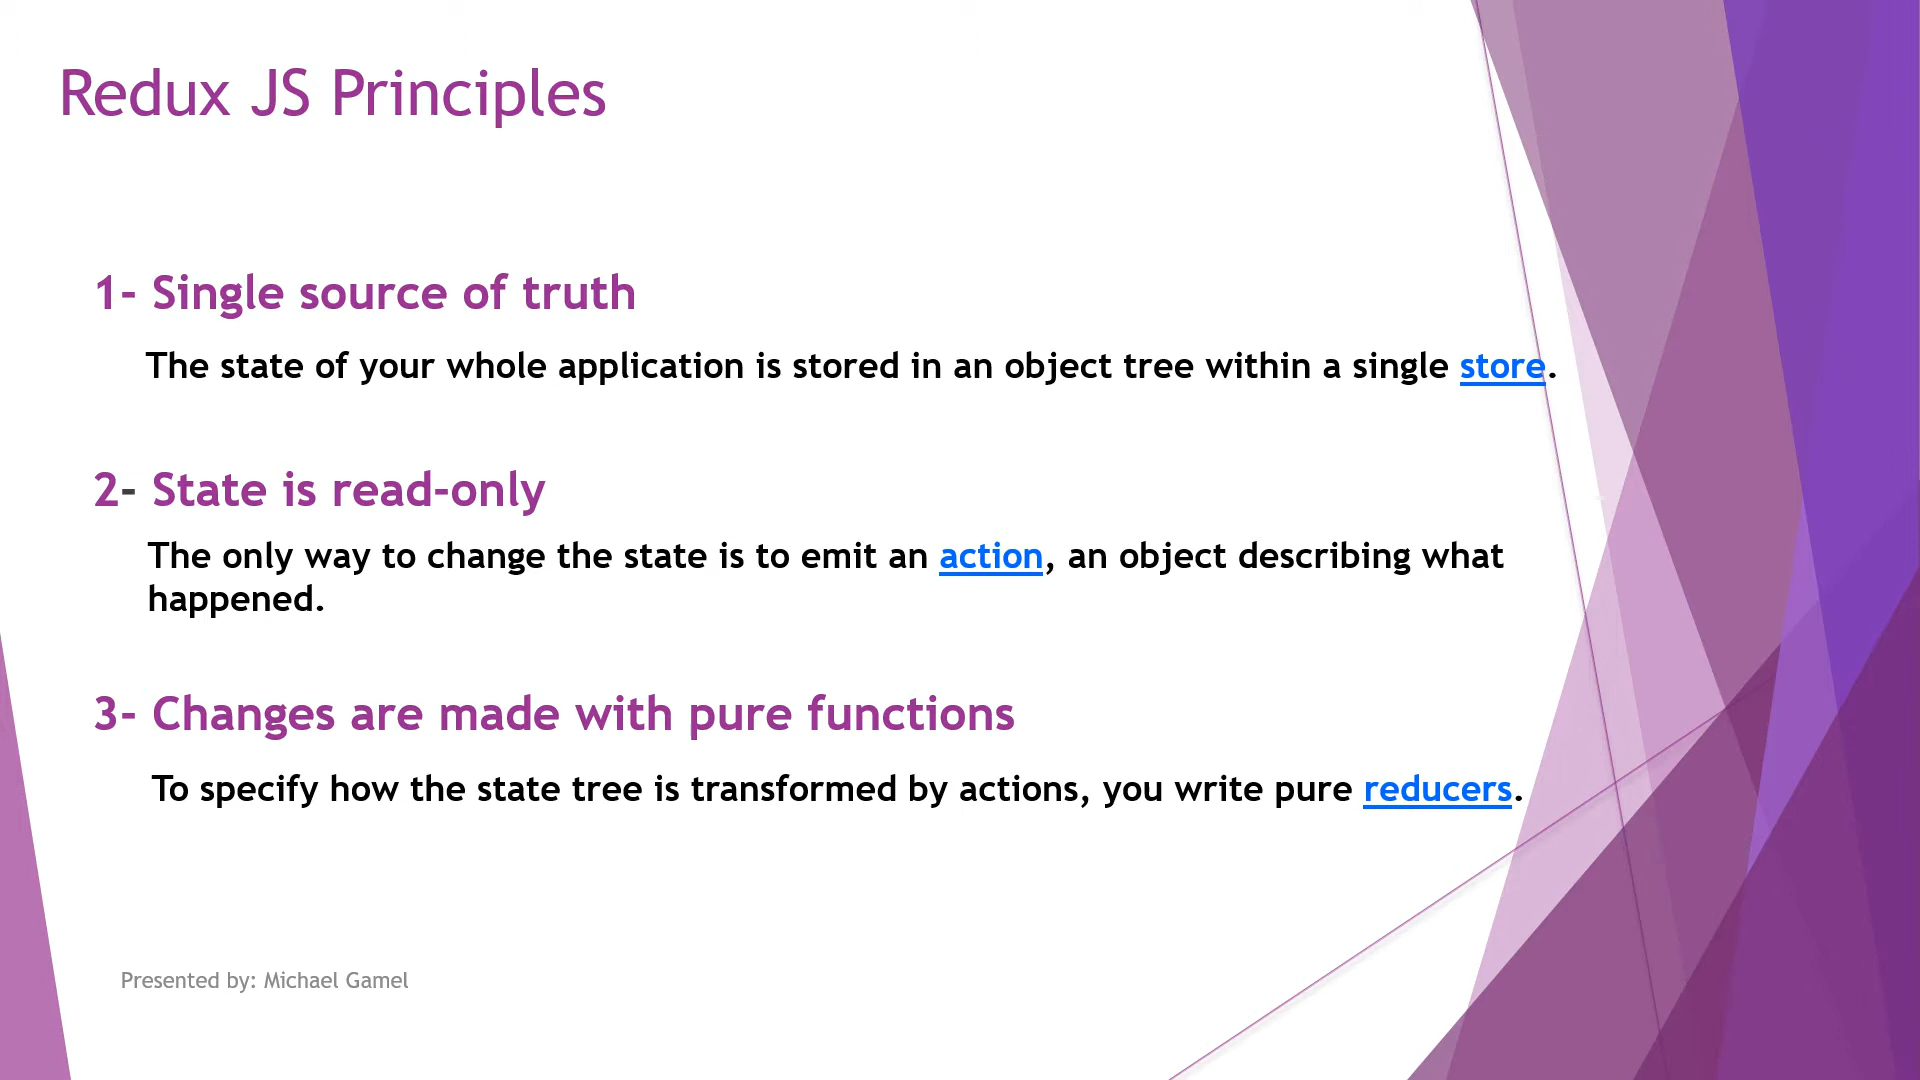 Redux JS Principles
1- Single source of truth
The state of your whole application is stored in an object tree within a single store.
2- State is read-only
The only way to change the state is to emit an action, an object describing what
happened.
3- Changes are made with pure functions
To specify how the state tree is transformed by actions, you write pure reducers.
Presented by: Michael Gamel